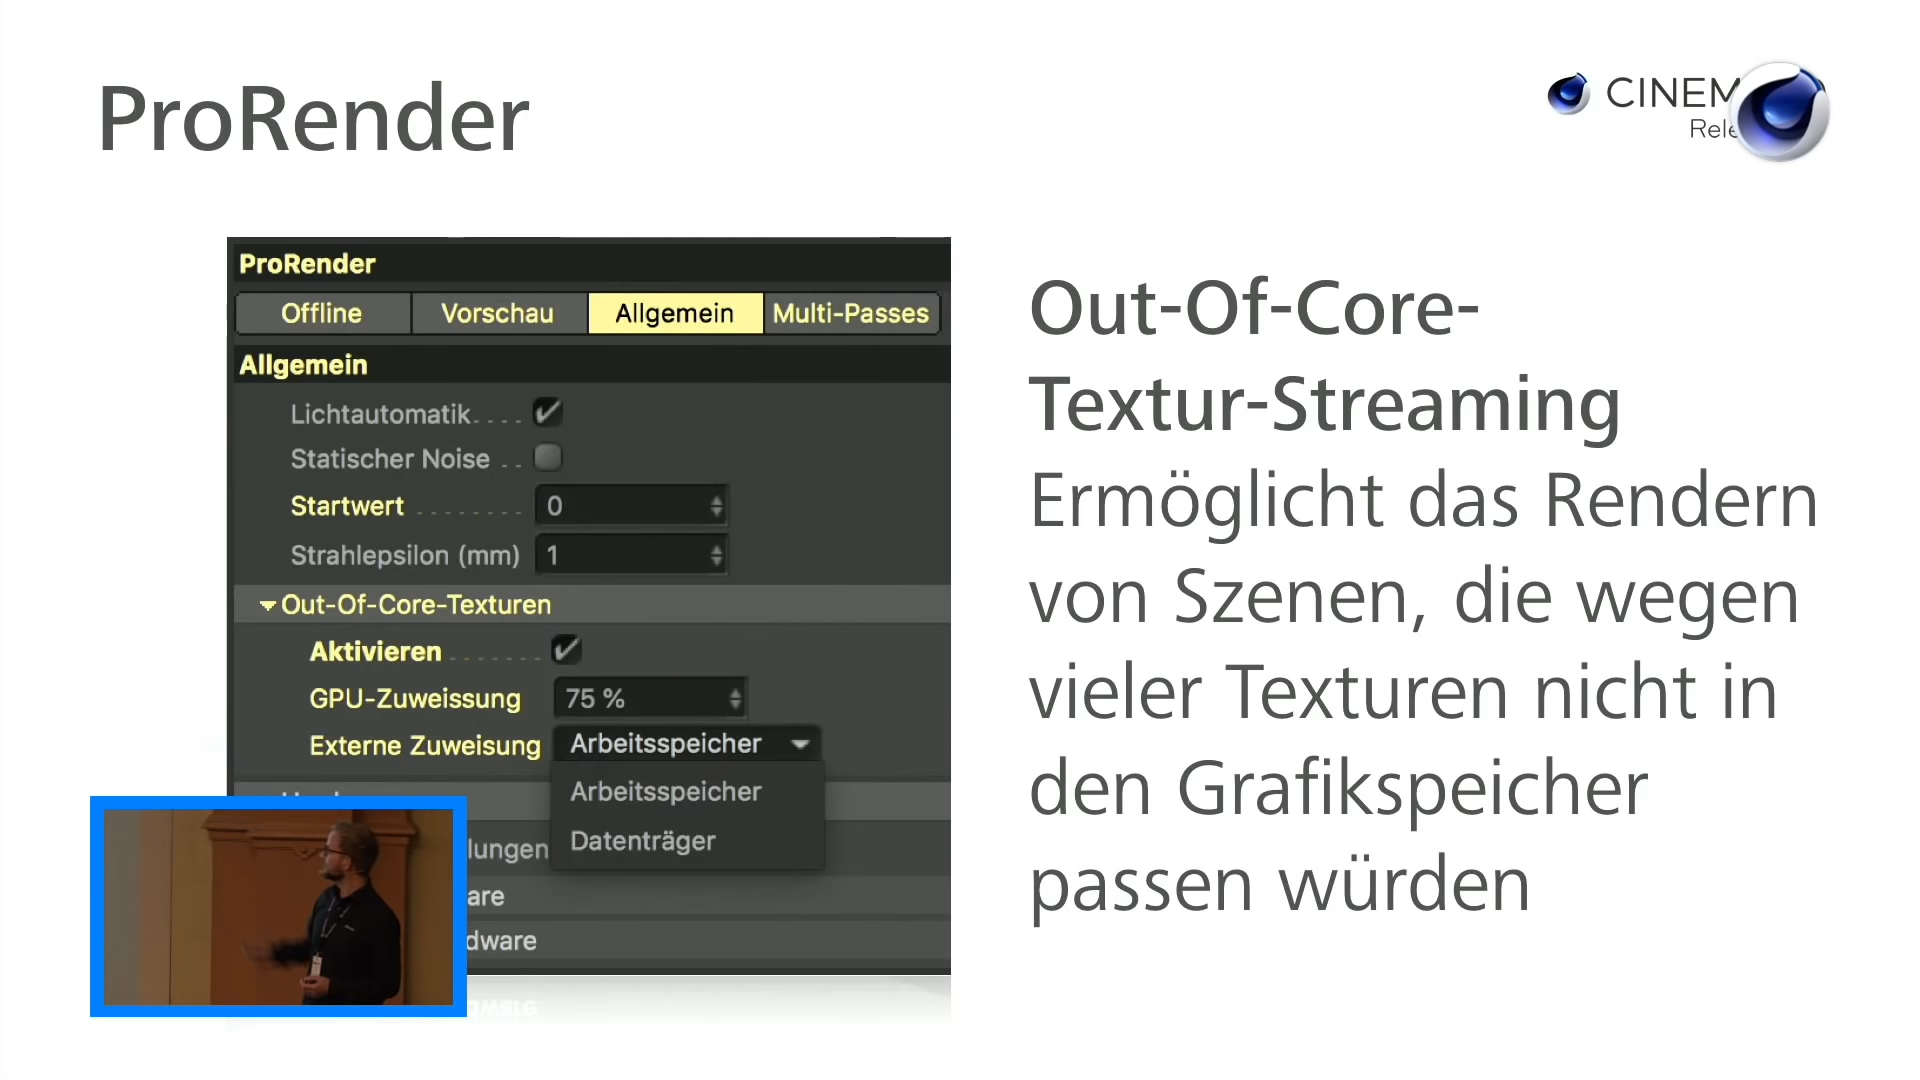 ProRender
CINEM
Rele
ProRender
Offline
Vorschau
Allgemein
Multi-Passes
Allgemein
Lichtautomatik
Statischer Noise
Startwert 0
Strahlepsilon (mm) 1
Out-Of-Core-Texturen
Aktivieren
GPU-Zuweissung 75 %
Externe Zuweisung Arbeitsspeicher
Arbeitsspeicher
Datenträger
lungen
are
dware
Out-Of-Core-
Textur-Streaming
Ermöglicht das Rendern
von Szenen, die wegen
vieler Texturen nicht in
den Grafikspeicher
passen würden